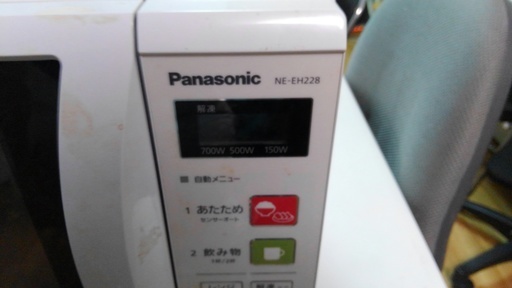 Panasonic NE-EH228
解凍
700W 500W 150W
自動メニュー
1 あたため
センサーオート
2 飲み物